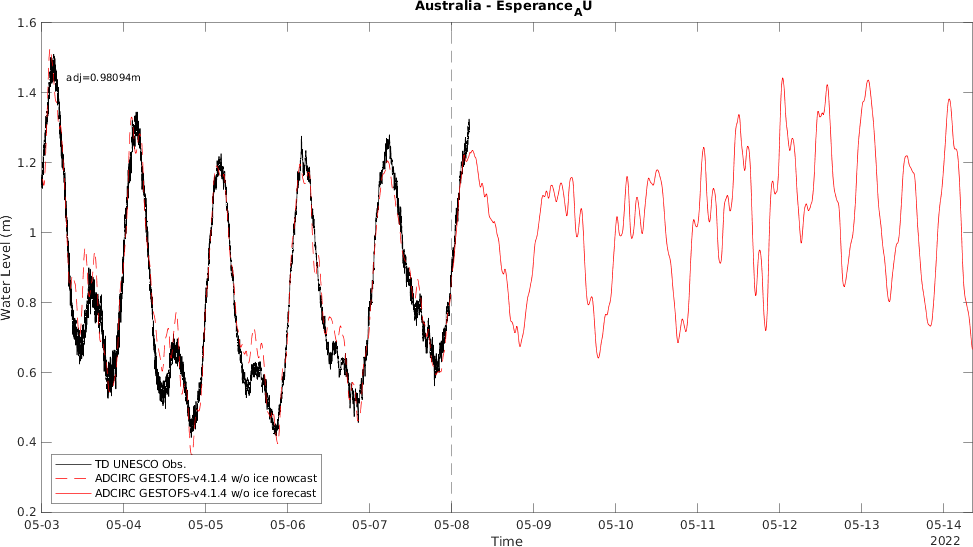 Australia - Esperance_AU
adj=0.98094m
1.6
1.4
1.2
1
0.8
0.6
0.4
0.2
Water Level (m)
TD UNESCO Obs.
ADCIRC GESTOFS-v4.1.4 w/o ice nowcast
ADCIRC GESTOFS-v4.1.4 w/o ice forecast
05-03 05-04 05-05 05-06 05-07 05-08 05-09 05-10 05-11 05-12 05-13 05-14
Time
2022